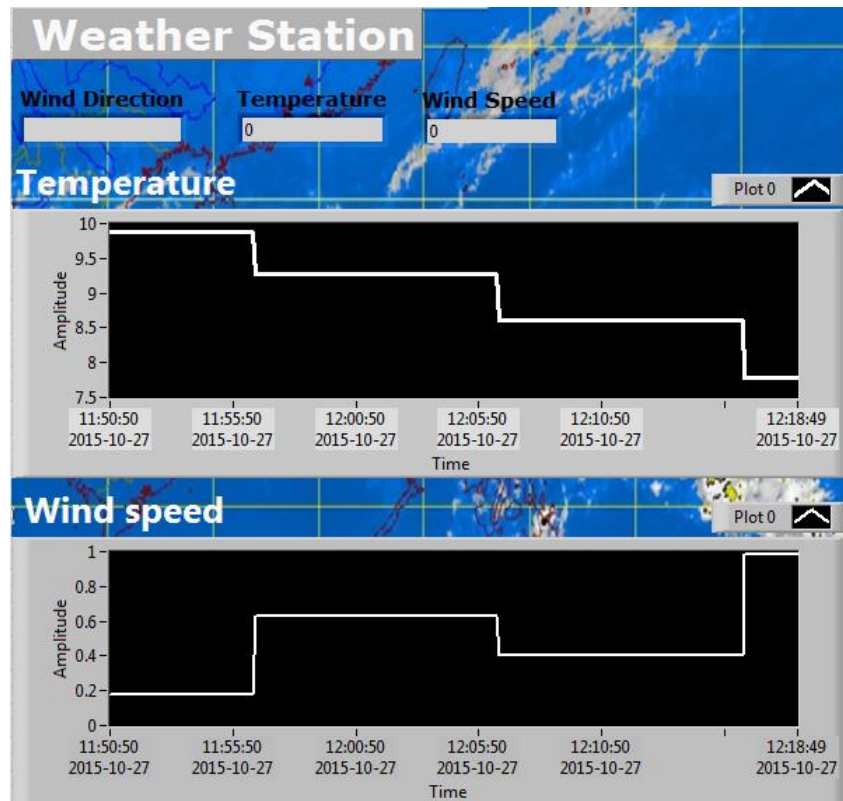 Weather Station
Wind Direction Temperature Wind Speed
0 0
Temperature
Plot 0
10
9.5
9
8.5
8
7.5
Amplitude
11:50:50 11:55:50 12:00:50 12:05:50 12:10:50 12:18:49
2015-10-27 2015-10-27 2015-10-27 2015-10-27 2015-10-27 2015-10-27
Time
Wind speed
Plot 0
1
0.8
0.6
0.4
0.2
0
Amplitude
11:50:50 11:55:50 12:00:50 12:05:50 12:10:50 12:18:49
2015-10-27 2015-10-27 2015-10-27 2015-10-27 2015-10-27 2015-10-27
Time